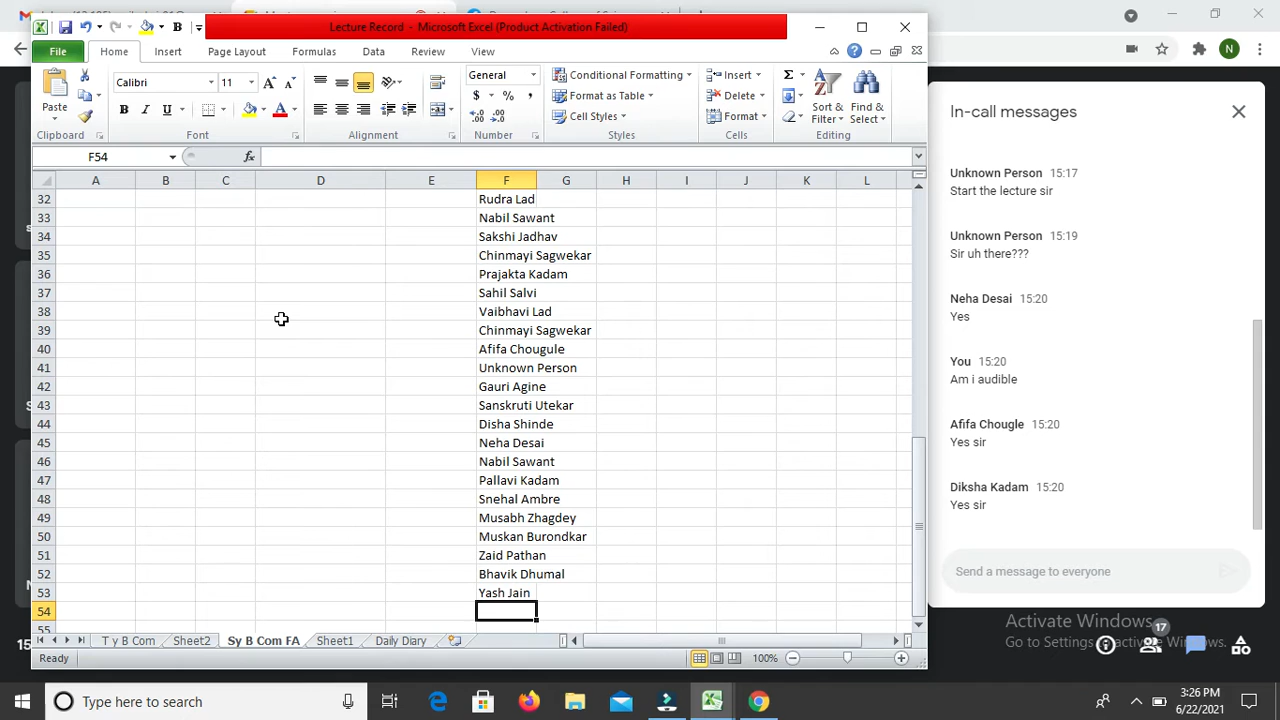 Lecture Record - Microsoft Excel (Product Activation Failed)
File Home Insert Page Layout Formulas Data Review View
Paste
Calibri 11
B I U
A A
General
$ % ,
Conditional Formatting
Format as Table
Cell Styles
Insert
Delete
Format
Σ
Sort & Filter
Find & Select
Clipboard Font Alignment Number Styles Cells Editing
F54 fx
A B C D E F G H I J K L
32 Rudra Lad
33 Nabil Sawant
34 Sakshi Jadhav
35 Chinmayi Sagwekar
36 Prajakta Kadam
37 Sahil Salvi
38 Vaibhavi Lad
39 Chinmayi Sagwekar
40 Afifa Chougule
41 Unknown Person
42 Gauri Agine
43 Sanskruti Utekar
44 Disha Shinde
45 Neha Desai
46 Nabil Sawant
47 Pallavi Kadam
48 Snehal Ambre
49 Musabh Zhagdey
50 Muskan Burondkar
51 Zaid Pathan
52 Bhavik Dhumal
53 Yash Jain
54
55
T y B Com Sheet2 Sy B Com FA Sheet1 Daily Diary
Ready 100%
N
In-call messages
Unknown Person 15:17
Start the lecture sir
Unknown Person 15:19
Sir uh there???
Neha Desai 15:20
Yes
You 15:20
Am i audible
Afifa Chougle 15:20
Yes sir
Diksha Kadam 15:20
Yes sir
Send a message to everyone
Activate Windows
Go to Settings to activate Windows.
17
Type here to search
3:26 PM
6/22/2021